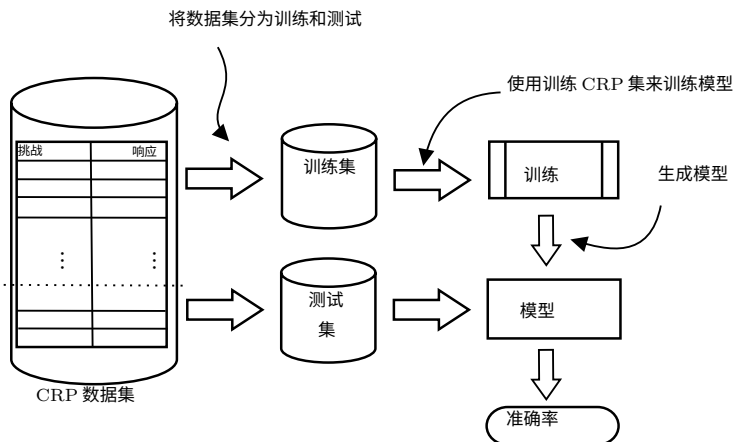 将数据集分为训练和测试
使用训练 CRP 集来训练模型
挑战
响应
训练集
训练
生成模型
测试
集
模型
CRP 数据集
准确率